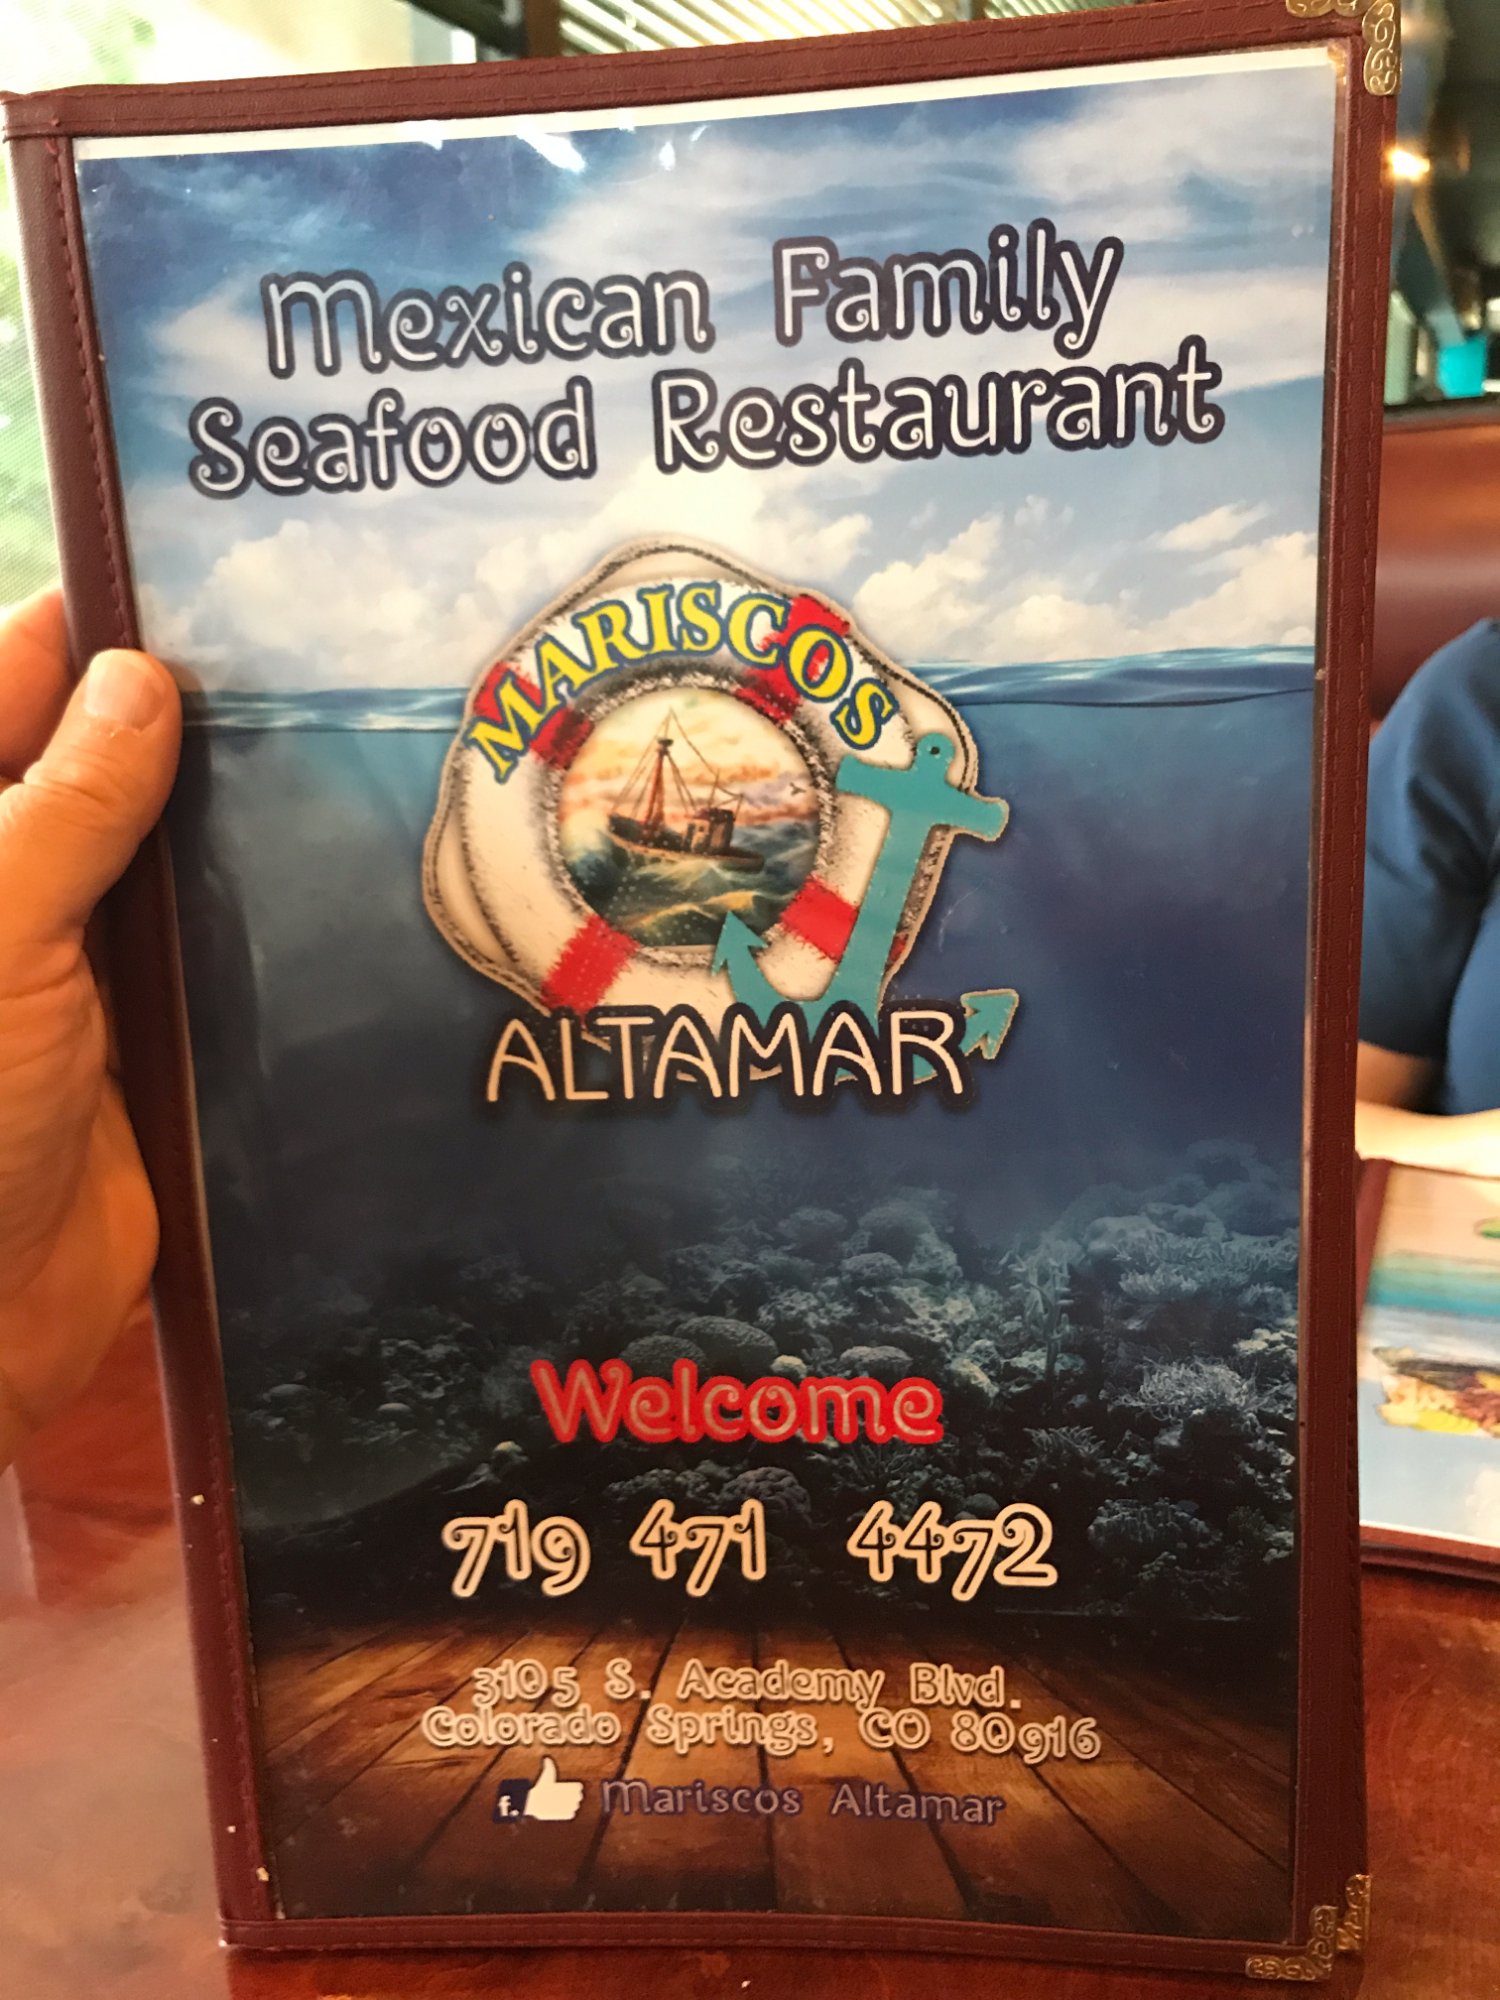 Mexican Family
Seafood Restaurant
MARISCOS
ALTAMAR
Welcome
719 471 4472
3105 S. Academy Blvd.
Colorado Springs, CO 80916
f. Mariscos Altamar